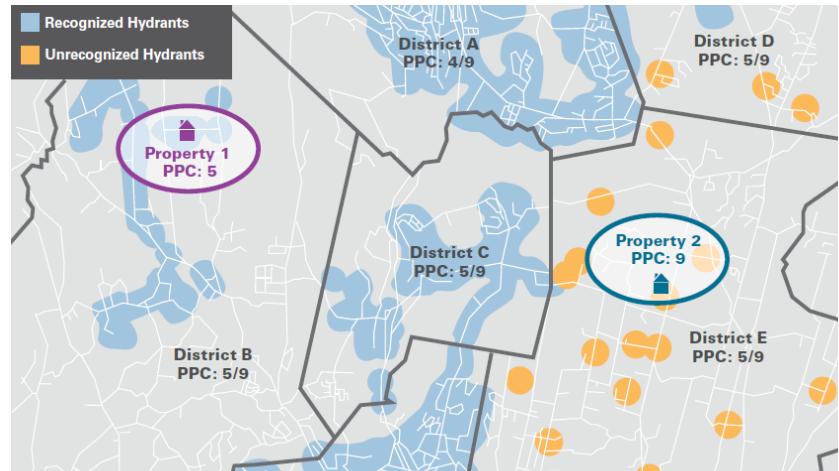 Recognized Hydrants
Unrecognized Hydrants
District A
PPC: 4/9
District D
PPC: 5/9
Property 1
PPC: 5
Property 2
PPC: 9
District C
PPC: 5/9
District B
PPC: 5/9
District E
PPC: 5/9